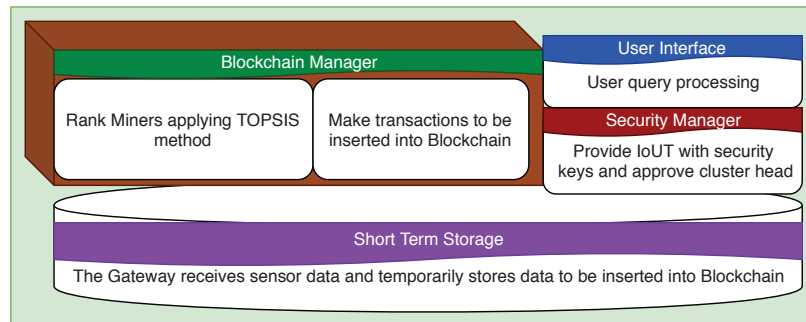 Blockchain Manager
Rank Miners applying TOPSIS
method
Make transactions to be
inserted into Blockchain
User Interface
User query processing
Security Manager
Provide IoUT with security
keys and approve cluster head
Short Term Storage
The Gateway receives sensor data and temporarily stores data to be inserted into Blockchain